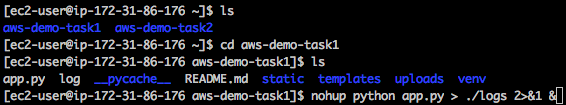 [ec2-user@ip-172-31-86-176 ~]$ ls
aws-demo-task1  aws-demo-task2
[ec2-user@ip-172-31-86-176 ~]$ cd aws-demo-task1
[ec2-user@ip-172-31-86-176 aws-demo-task1]$ ls
app.py  log  __pycache__  README.md  static  templates  uploads  venv
[ec2-user@ip-172-31-86-176 aws-demo-task1]$ nohup python app.py > ./logs 2>&1 &